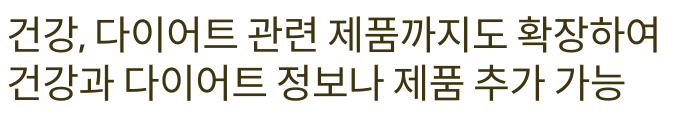 건강, 다이어트 관련 제품까지도 확장하여
건강과 다이어트 정보나 제품 추가 가능